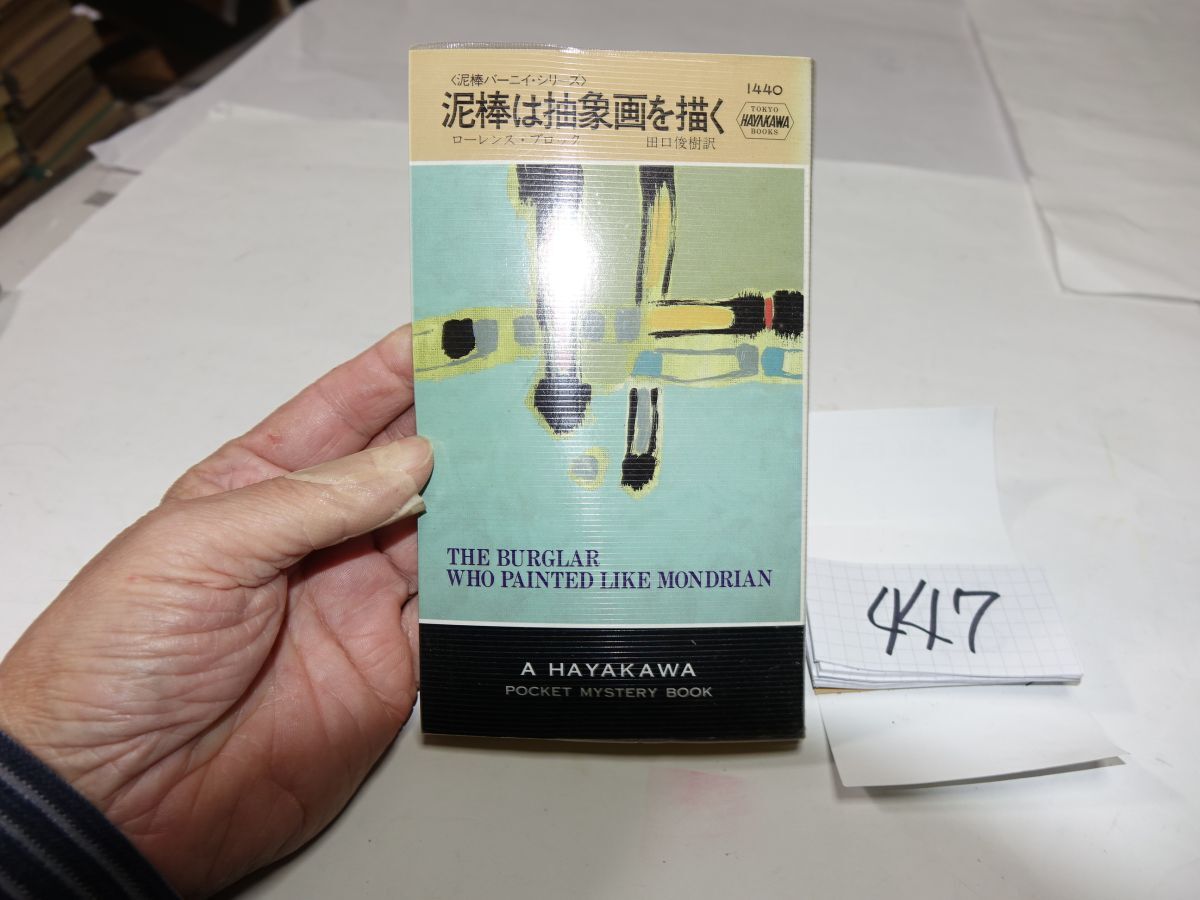 〈泥棒バーニイ・シリーズ〉
泥棒は抽象画を描く
ローレンス・ブロック 田口俊樹訳
1440
TOKYO
HAYAKAWA
BOOKS
THE BURGLAR
WHO PAINTED LIKE MONDRIAN
A HAYAKAWA
POCKET MYSTERY BOOK
447